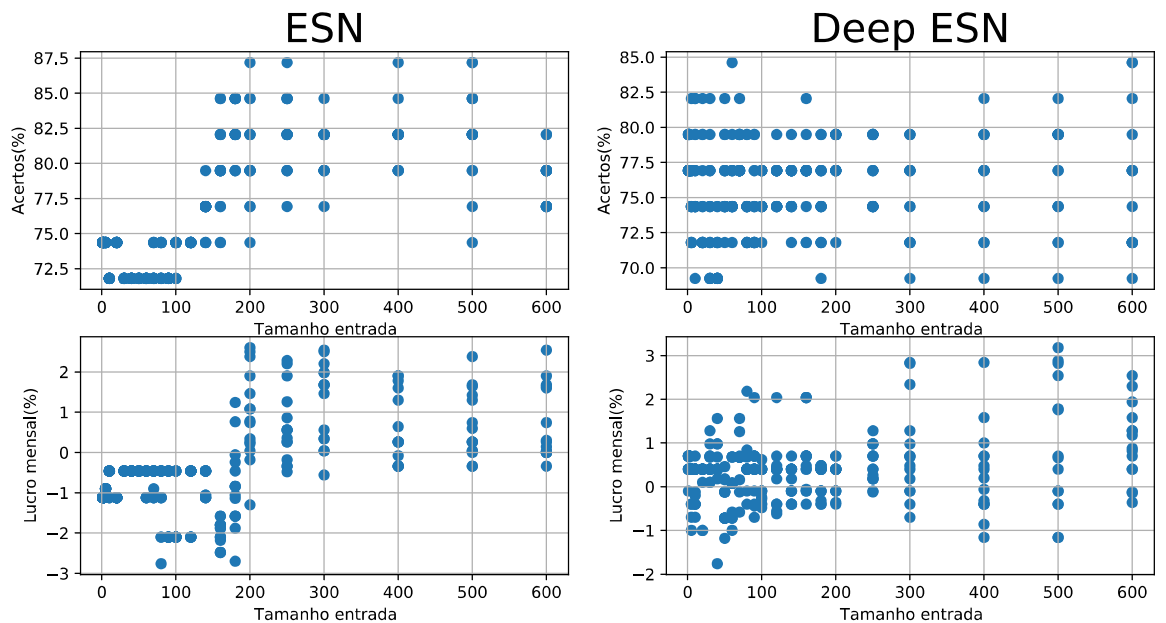 ESN
Deep ESN
87.5
85.0
82.5
80.0
77.5
75.0
72.5
Acertos(%)
0 100 200 300 400 500 600
Tamanho entrada
85.0
82.5
80.0
77.5
75.0
72.5
70.0
Acertos(%)
0 100 200 300 400 500 600
Tamanho entrada
2
1
0
−1
−2
−3
Lucro mensal(%)
0 100 200 300 400 500 600
Tamanho entrada
3
2
1
0
−1
−2
Lucro mensal(%)
0 100 200 300 400 500 600
Tamanho entrada